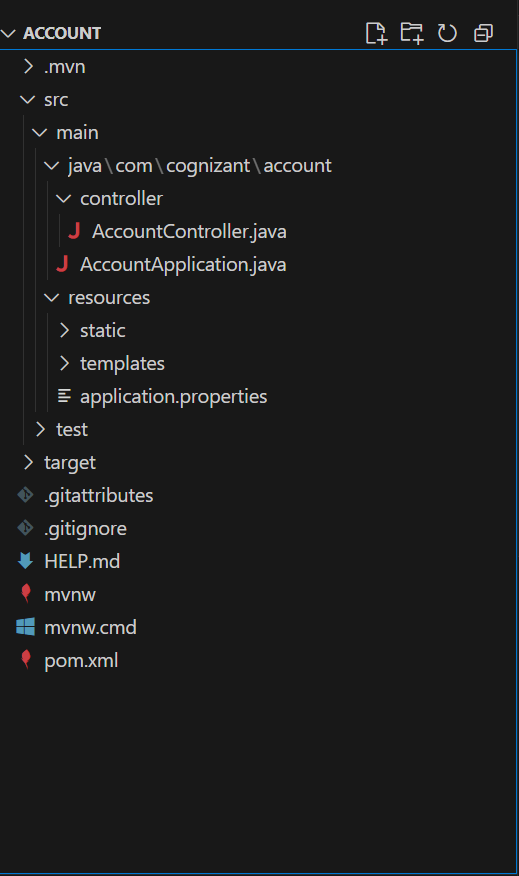 ACCOUNT
.mvn
src
main
java\com\cognizant\account
controller
AccountController.java
AccountApplication.java
resources
static
templates
application.properties
test
target
.gitattributes
.gitignore
HELP.md
mvnw
mvnw.cmd
pom.xml